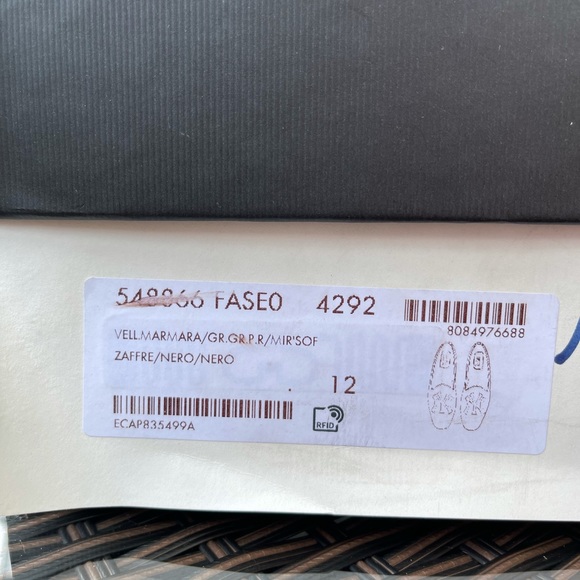 548866 FASE0 4292
8084976688
VELL.MARMARA/GR.GR.P.R/MIR'SOF
ZAFFRE/NERO/NERO
. 12
ECAP835499A
RFID